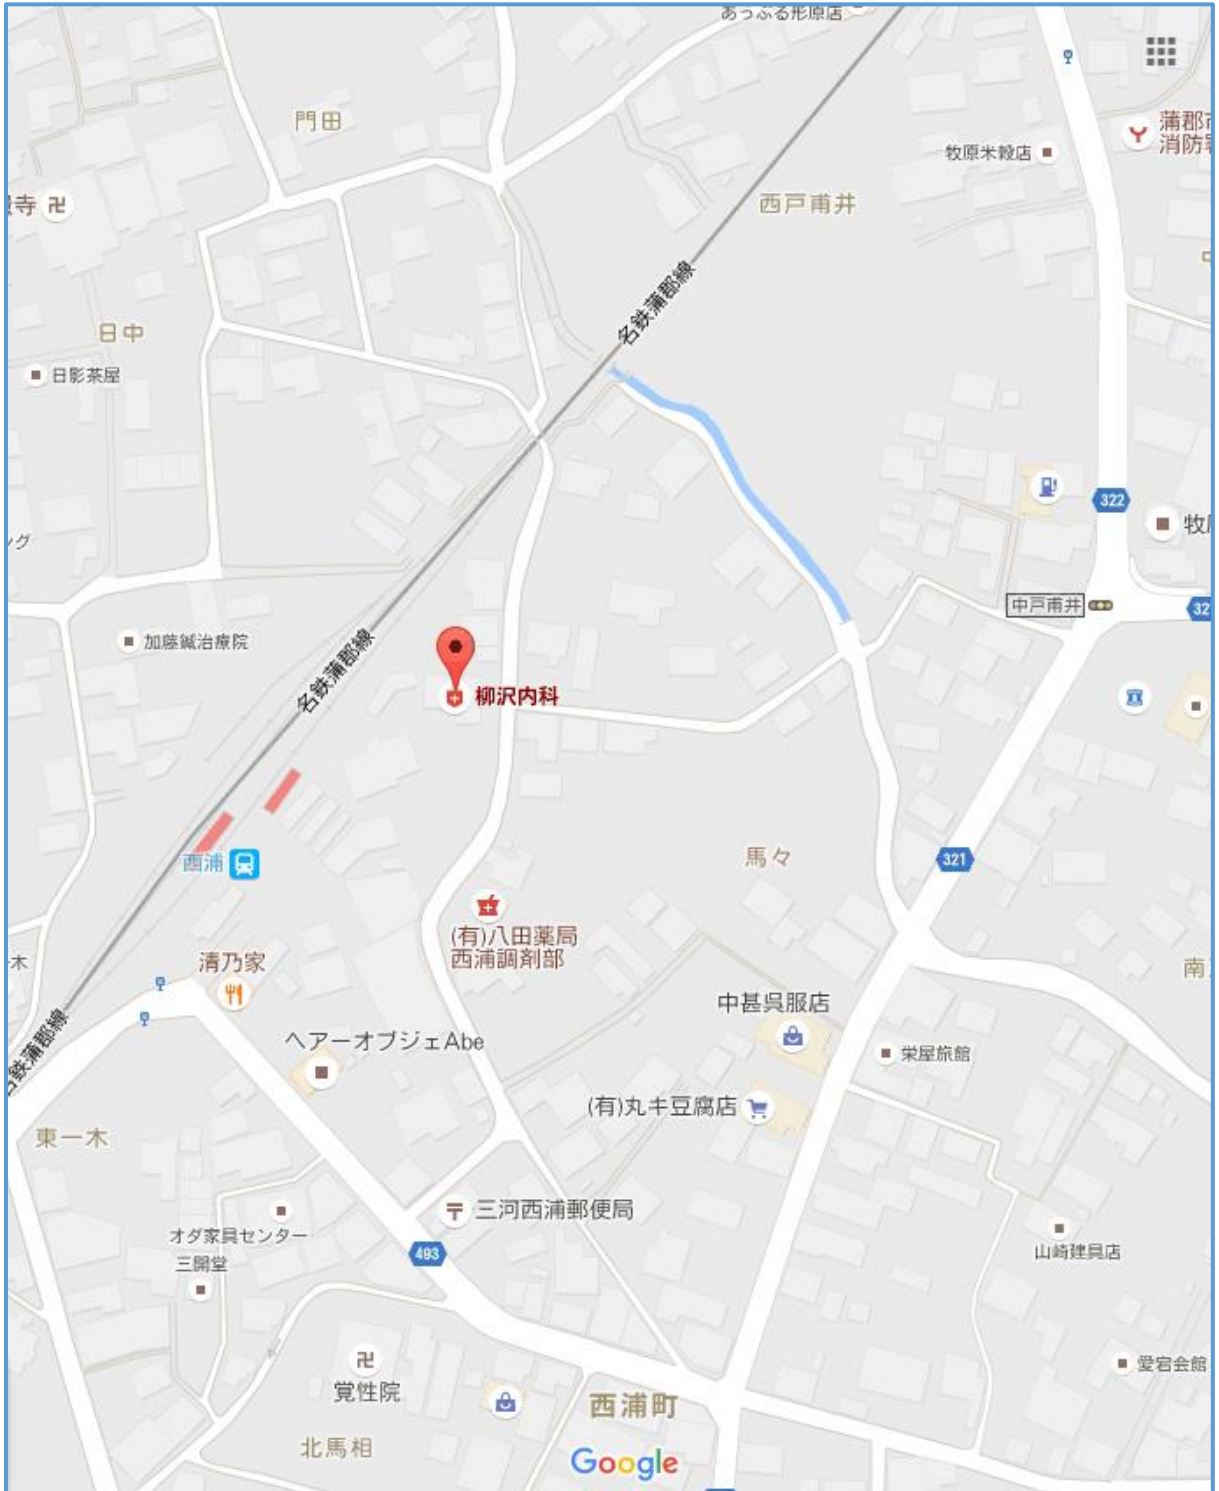 あっぷる形原店
門田
蒲郡市
消防署
牧原米穀店
寺
西戸甫井
名鉄蒲郡線
日中
日影茶屋
322
牧原
ング
中戸甫井
32
加藤鍼治療院
名鉄蒲郡線
柳沢内科
馬々
321
西浦
(有)八田薬局
西浦調剤部
清乃家
木
南
中甚呉服店
名鉄蒲郡線
ヘアーオブジェAbe
栄屋旅館
(有)丸キ豆腐店
東一木
三河西浦郵便局
オダ家具センター
493
山崎建具店
三開堂
愛宕会館
覚性院
西浦町
北馬相
Google